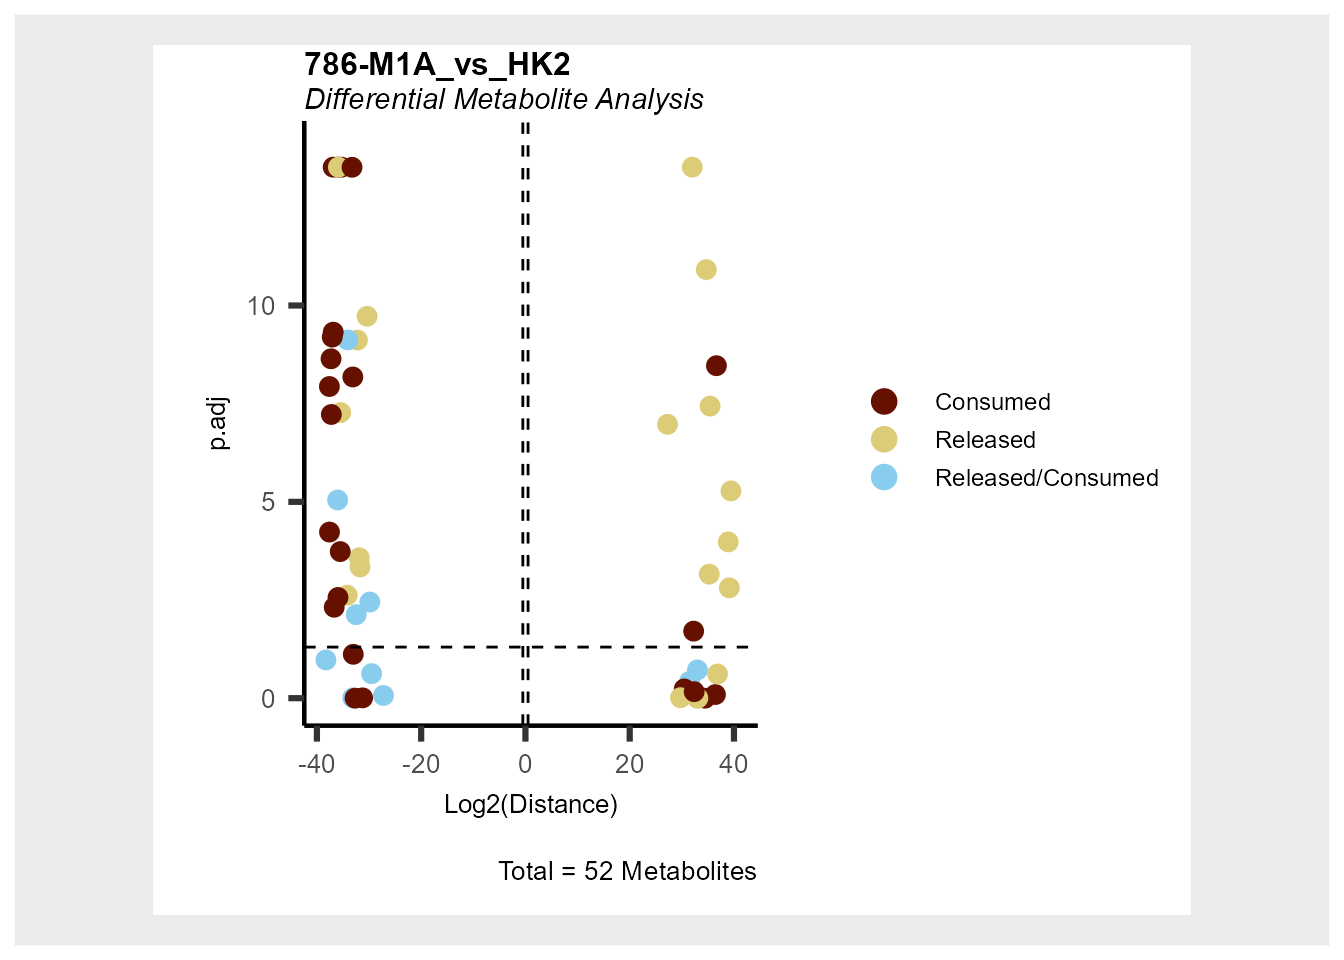 786-M1A_vs_HK2
Differential Metabolite Analysis
10
5
0
p.adj
-40 -20 0 20 40
Log2(Distance)
Consumed
Released
Released/Consumed
Total = 52 Metabolites